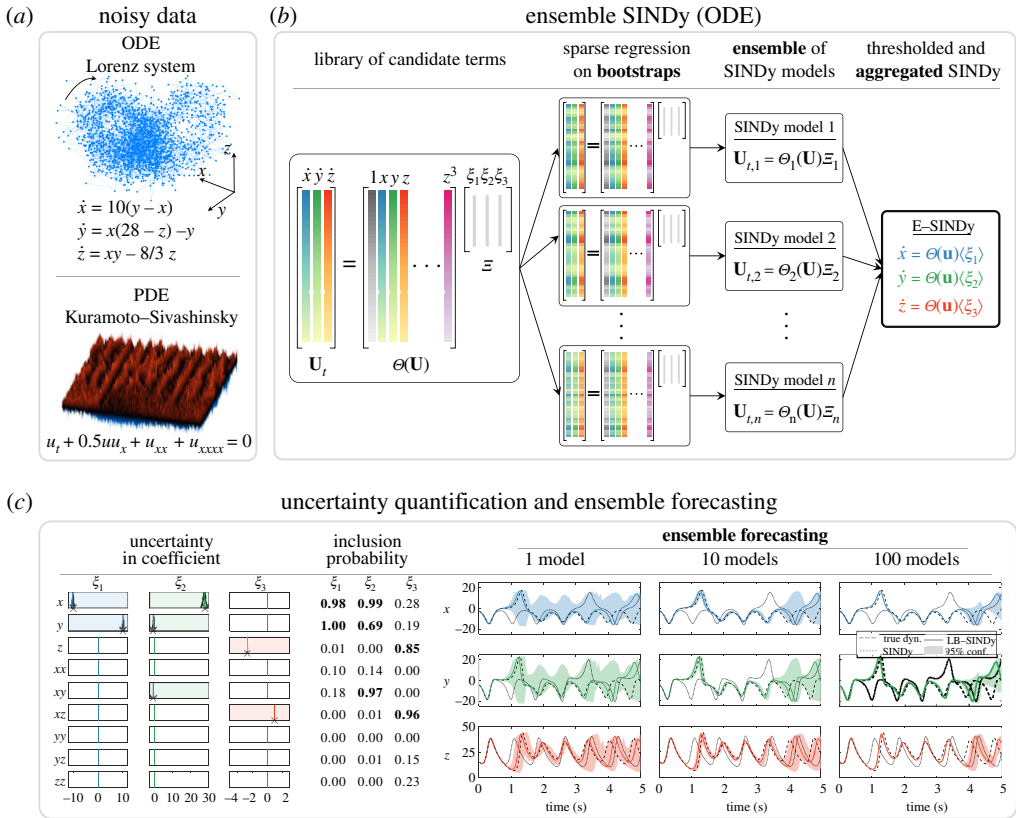 (a) noisy data
ODE
Lorenz system
z
x
y
ẋ = 10(y – x)
ẏ = x(28 – z) –y
ż = xy – 8/3 z
PDE
Kuramoto–Sivashinsky
u_t + 0.5uu_x + u_xx + u_xxxx = 0
(b) ensemble SINDy (ODE)
library of candidate terms
sparse regression
on bootstraps
ensemble of
SINDy models
thresholded and
aggregated SINDy
ẋ ẏ ż = 1 x y z ... z³ ξ₁ξ₂ξ₃
Ξ
U_t
Θ(U)
= ...
= ...
= ...
SINDy model 1
U_t,1 = Θ₁(U)Ξ₁
SINDy model 2
U_t,2 = Θ₂(U)Ξ₂
SINDy model n
U_t,n = Θ_n(U)Ξ_n
E–SINDy
ẋ = Θ(u)⟨ξ₁⟩
ẏ = Θ(u)⟨ξ₂⟩
ż = Θ(u)⟨ξ₃⟩
(c) uncertainty quantification and ensemble forecasting
uncertainty
in coefficient
ξ₁ ξ₂ ξ₃
inclusion
probability
ξ₁ ξ₂ ξ₃
x 0.98 0.99 0.28
y 1.00 0.69 0.19
z 0.01 0.00 0.85
xx 0.10 0.14 0.00
xy 0.18 0.97 0.00
xz 0.00 0.01 0.96
yy 0.00 0.00 0.00
yz 0.00 0.01 0.15
zz 0.00 0.00 0.23
–10 0 10 0 10 20 30 –4 –2 0 2
ensemble forecasting
1 model 10 models 100 models
x
20
0
–20
true dyn. LB–SINDy
SINDy 95% conf.
y
20
0
–20
z
50
25
0
0 1 2 3 4 5 0 1 2 3 4 5 0 1 2 3 4 5
time (s) time (s) time (s)